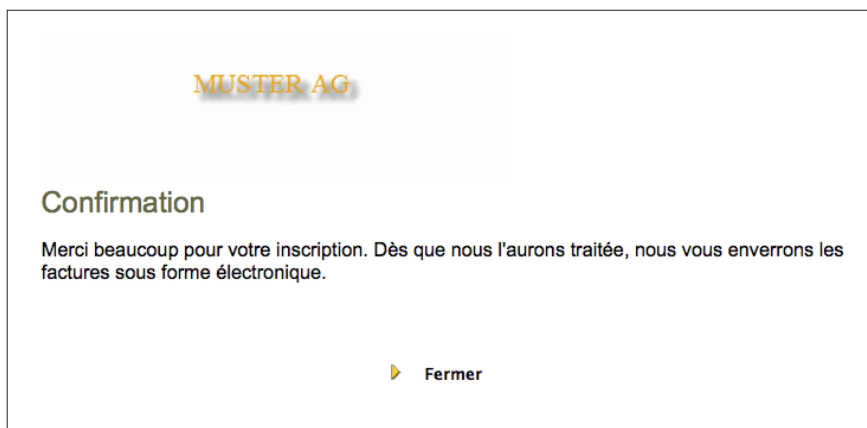 MUSTER AG
Confirmation
Merci beaucoup pour votre inscription. Dès que nous l'aurons traitée, nous vous enverrons les
factures sous forme électronique.
Fermer